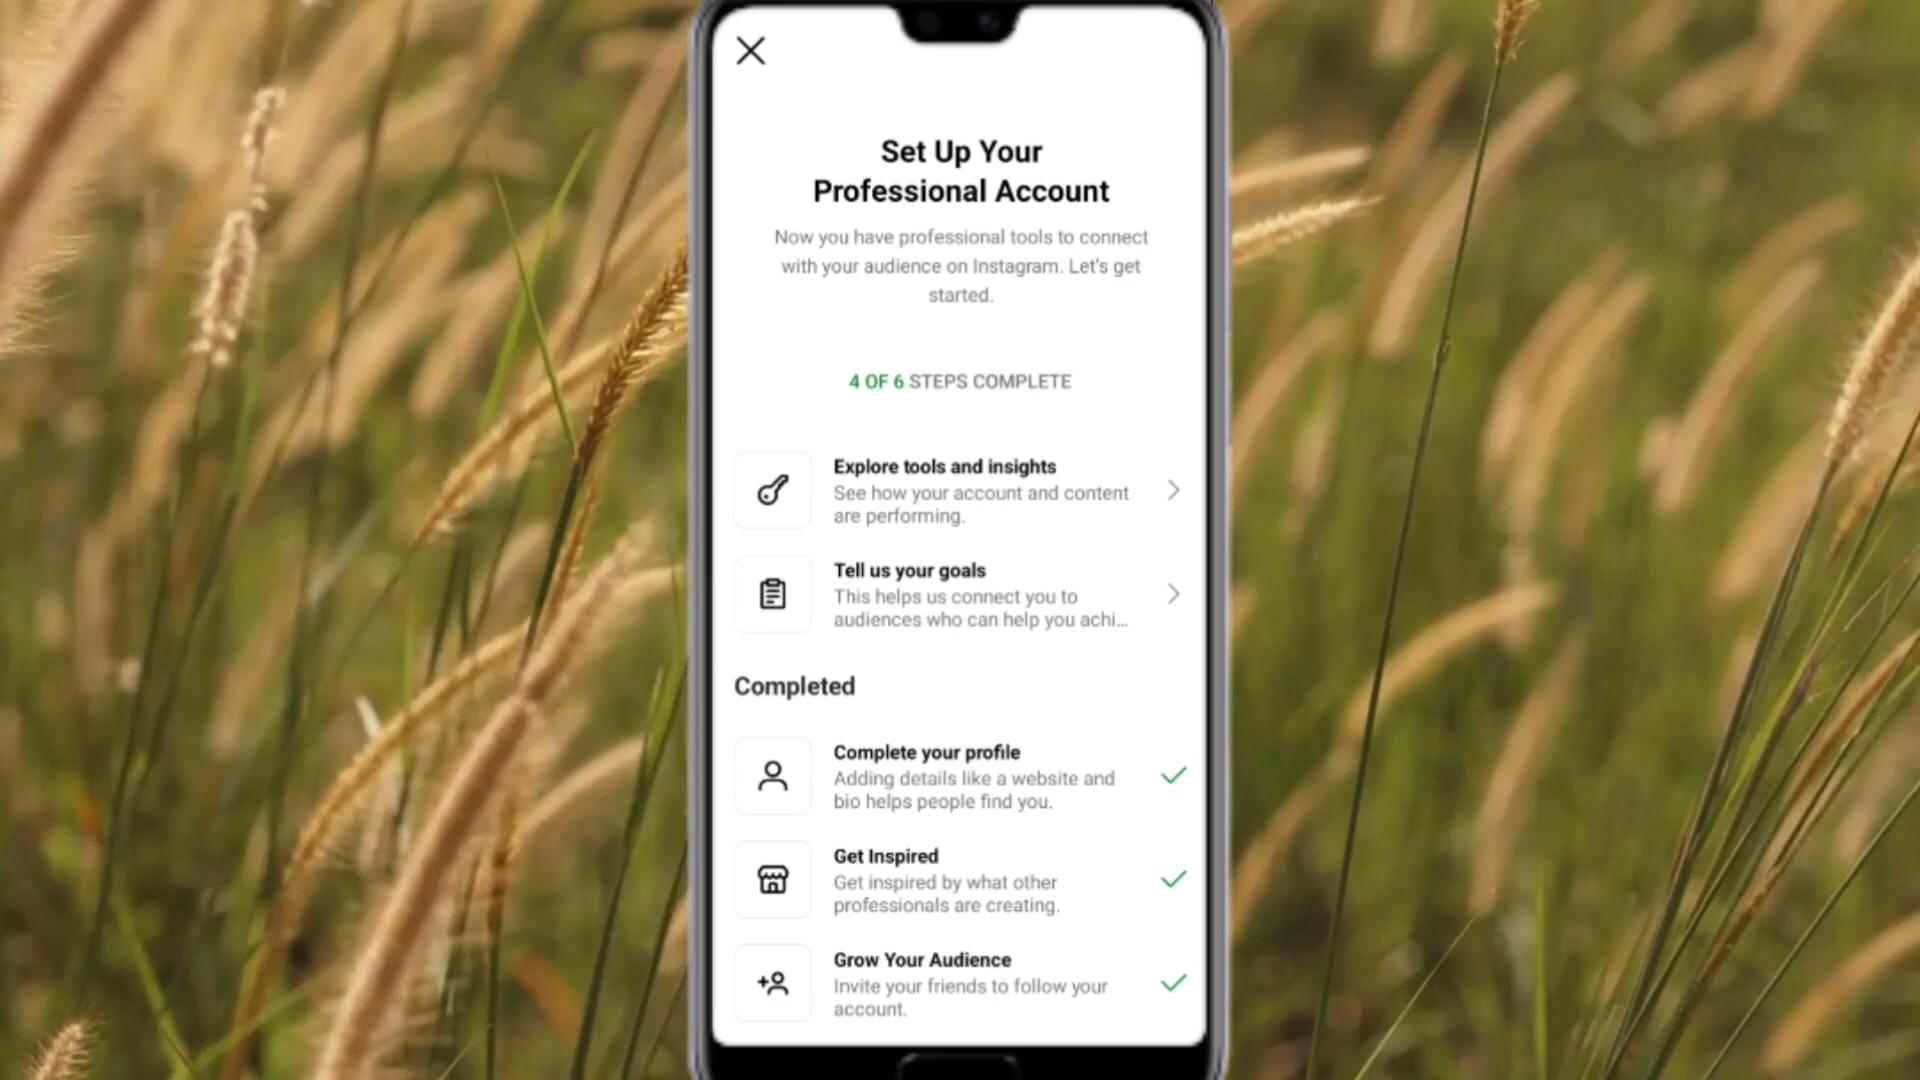 Set Up Your
Professional Account
Now you have professional tools to connect
with your audience on Instagram. Let's get
started.
4 OF 6 STEPS COMPLETE
Explore tools and insights
See how your account and content
are performing.
Tell us your goals
This helps us connect you to
audiences who can help you achi...
Completed
Complete your profile
Adding details like a website and
bio helps people find you.
Get Inspired
Get inspired by what other
professionals are creating.
Grow Your Audience
Invite your friends to follow your
account.